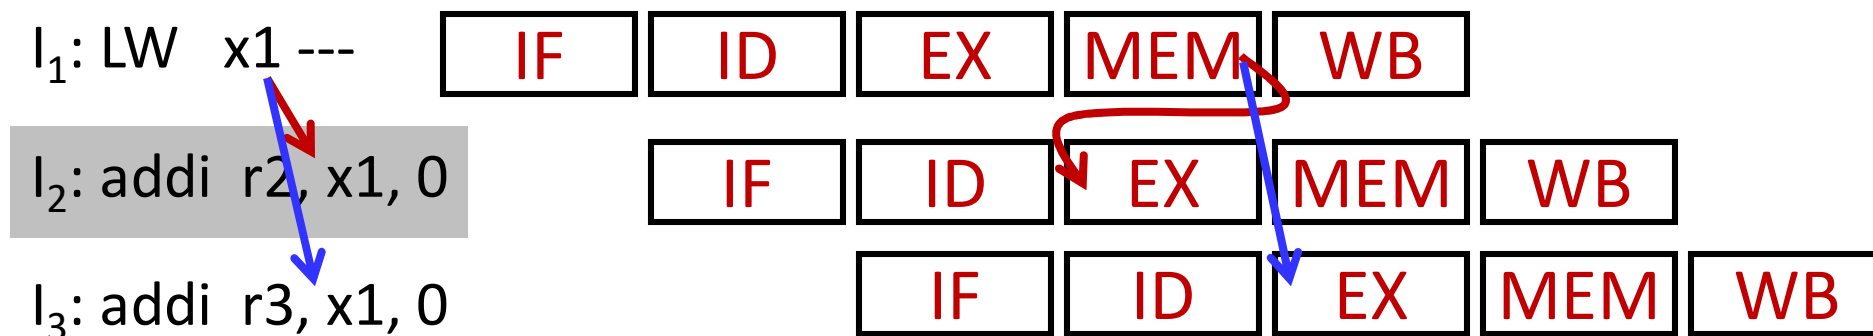 I₁: LW x1 --- IF ID EX MEM WB
I₂: addi r2, x1, 0 IF ID EX MEM WB
I₃: addi r3, x1, 0 IF ID EX MEM WB